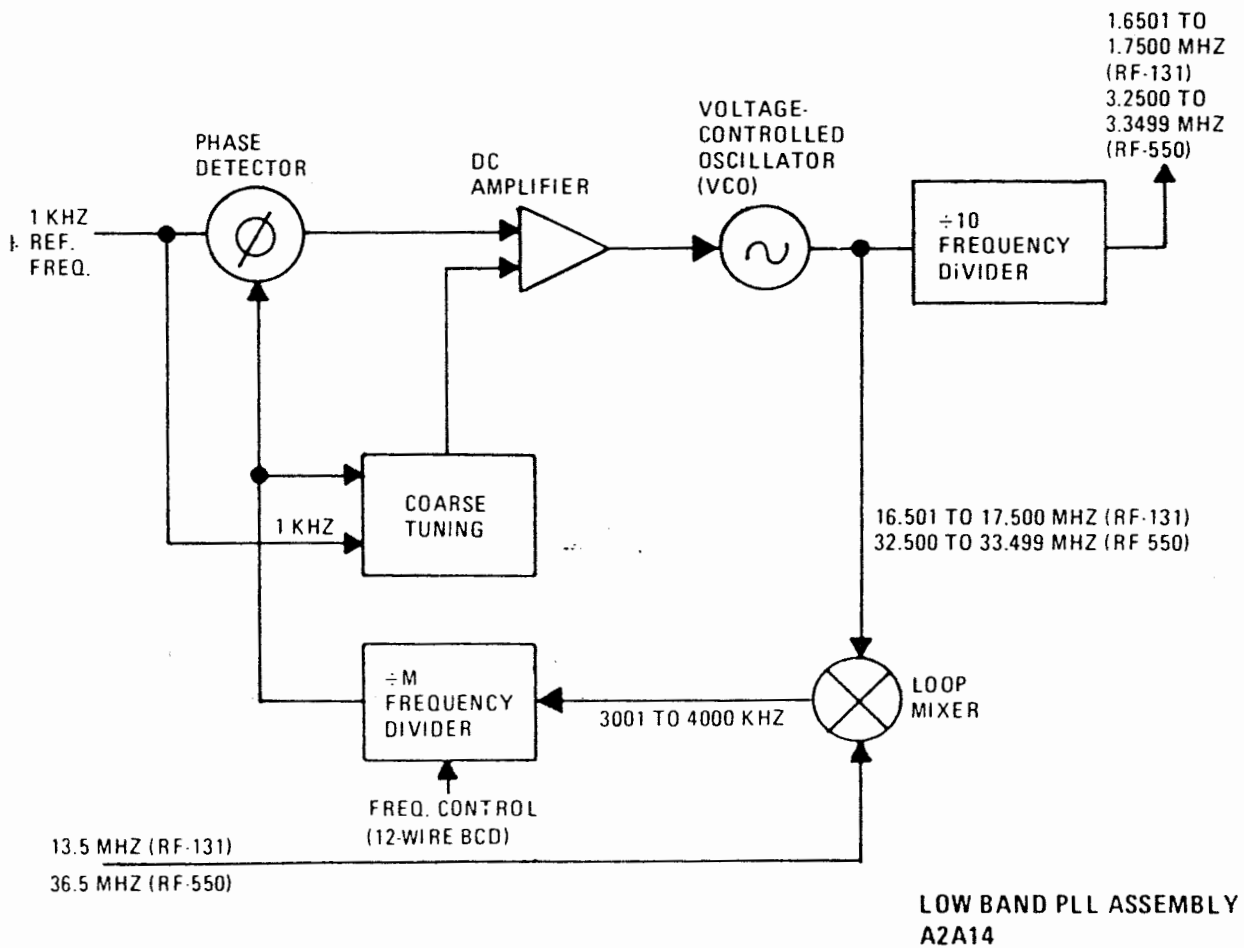 1.6501 TO
1.7500 MHZ
(RF-131)
3.2500 TO
3.3499 MHZ
(RF-550)
PHASE
DETECTOR
DC
AMPLIFIER
VOLTAGE-
CONTROLLED
OSCILLATOR
(VCO)
1 KHZ
REF.
FREQ.
÷10
FREQUENCY
DiVIDER
COARSE
TUNING
1 KHZ
16.501 TO 17.500 MHZ (RF-131)
32.500 TO 33.499 MHZ (RF 550)
÷M
FREQUENCY
DIVIDER
3001 TO 4000 KHZ
LOOP
MIXER
FREQ. CONTROL
(12-WIRE BCD)
13.5 MHZ (RF-131)
36.5 MHZ (RF-550)
LOW BAND PLL ASSEMBLY
A2A14